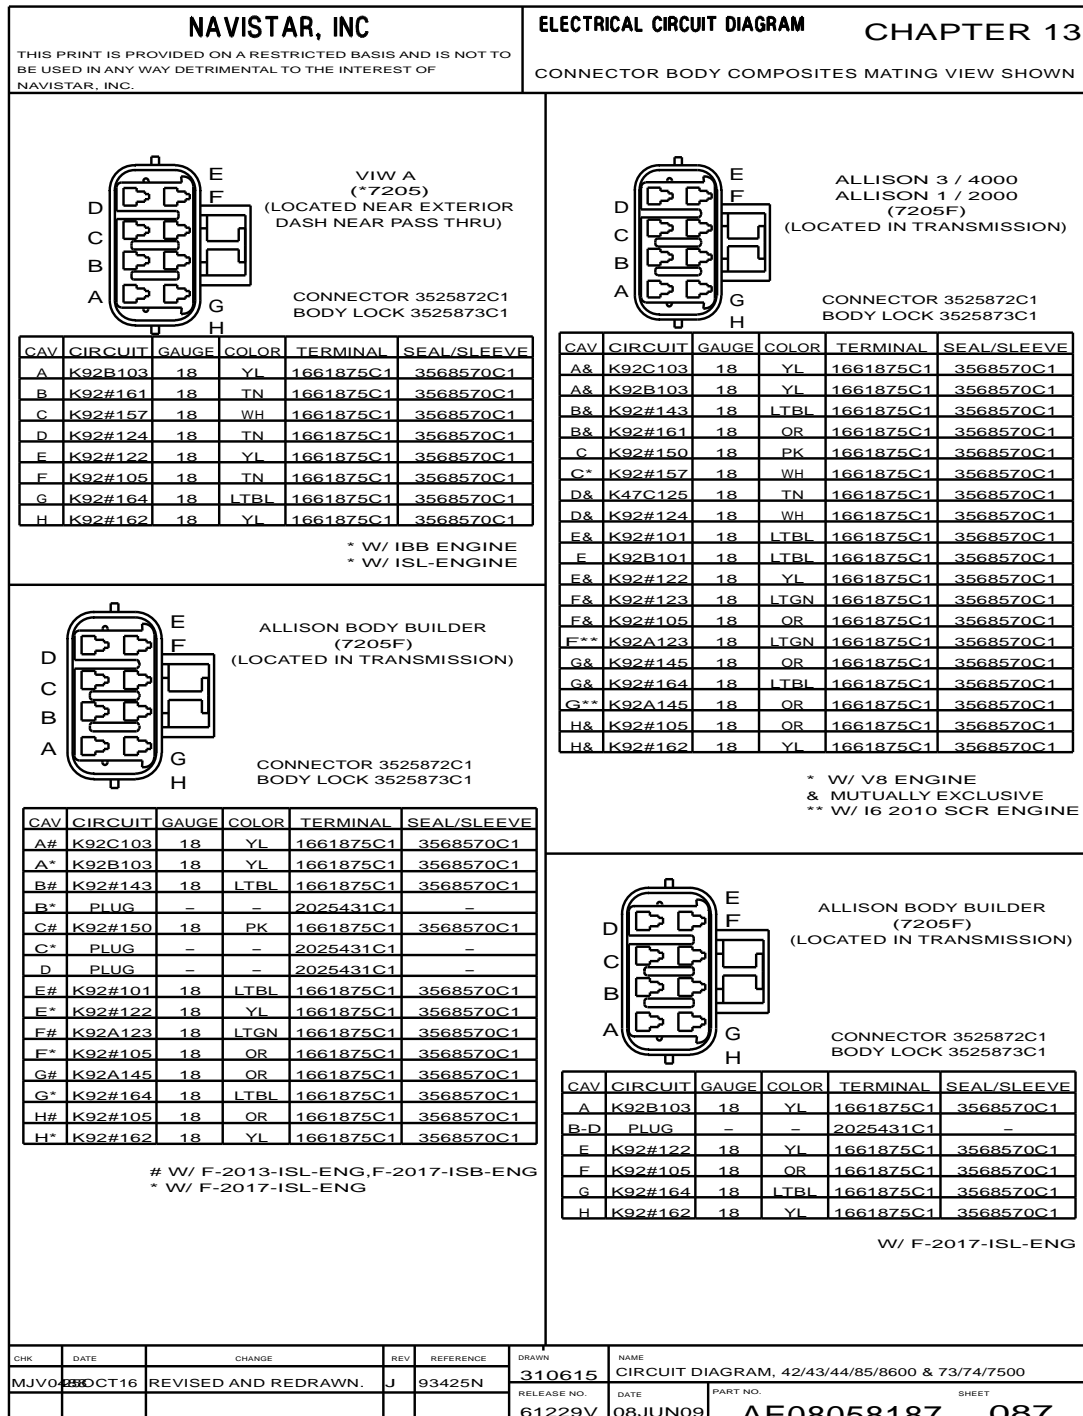 NAVISTAR, INC
THIS PRINT IS PROVIDED ON A RESTRICTED BASIS AND IS NOT TO
BE USED IN ANY WAY DETRIMENTAL TO THE INTEREST OF
NAVISTAR, INC.
ELECTRICAL CIRCUIT DIAGRAM
CHAPTER 13
CONNECTOR BODY COMPOSITES MATING VIEW SHOWN
E
F
D
C
B
A
G
H
VIW A
(*7205)
(LOCATED NEAR EXTERIOR
DASH NEAR PASS THRU)
CONNECTOR 3525872C1
BODY LOCK 3525873C1
CAV CIRCUIT GAUGE COLOR TERMINAL SEAL/SLEEVE
A K92B103 18 YL 1661875C1 3568570C1
B K92#161 18 TN 1661875C1 3568570C1
C K92#157 18 WH 1661875C1 3568570C1
D K92#124 18 TN 1661875C1 3568570C1
E K92#122 18 YL 1661875C1 3568570C1
F K92#105 18 TN 1661875C1 3568570C1
G K92#164 18 LTBL 1661875C1 3568570C1
H K92#162 18 YL 1661875C1 3568570C1
* W/ IBB ENGINE
* W/ ISL-ENGINE
E
F
D
C
B
A
G
H
ALLISON BODY BUILDER
(7205F)
(LOCATED IN TRANSMISSION)
CONNECTOR 3525872C1
BODY LOCK 3525873C1
CAV CIRCUIT GAUGE COLOR TERMINAL SEAL/SLEEVE
A# K92C103 18 YL 1661875C1 3568570C1
A* K92B103 18 YL 1661875C1 3568570C1
B# K92#143 18 LTBL 1661875C1 3568570C1
B* PLUG – – 2025431C1 –
C# K92#150 18 PK 1661875C1 3568570C1
C* PLUG – – 2025431C1 –
D PLUG – – 2025431C1 –
E# K92#101 18 LTBL 1661875C1 3568570C1
E* K92#122 18 YL 1661875C1 3568570C1
F# K92A123 18 LTGN 1661875C1 3568570C1
F* K92#105 18 OR 1661875C1 3568570C1
G# K92A145 18 OR 1661875C1 3568570C1
G* K92#164 18 LTBL 1661875C1 3568570C1
H# K92#105 18 OR 1661875C1 3568570C1
H* K92#162 18 YL 1661875C1 3568570C1
# W/ F-2013-ISL-ENG,F-2017-ISB-ENG
* W/ F-2017-ISL-ENG
E
F
D
C
B
A
G
H
ALLISON 3 / 4000
ALLISON 1 / 2000
(7205F)
(LOCATED IN TRANSMISSION)
CONNECTOR 3525872C1
BODY LOCK 3525873C1
CAV CIRCUIT GAUGE COLOR TERMINAL SEAL/SLEEVE
A& K92C103 18 YL 1661875C1 3568570C1
A& K92B103 18 YL 1661875C1 3568570C1
B& K92#143 18 LTBL 1661875C1 3568570C1
B& K92#161 18 OR 1661875C1 3568570C1
C K92#150 18 PK 1661875C1 3568570C1
C* K92#157 18 WH 1661875C1 3568570C1
D& K47C125 18 TN 1661875C1 3568570C1
D& K92#124 18 WH 1661875C1 3568570C1
E& K92#101 18 LTBL 1661875C1 3568570C1
E K92B101 18 LTBL 1661875C1 3568570C1
E& K92#122 18 YL 1661875C1 3568570C1
F& K92#123 18 LTGN 1661875C1 3568570C1
F& K92#105 18 OR 1661875C1 3568570C1
F** K92A123 18 LTGN 1661875C1 3568570C1
G& K92#145 18 OR 1661875C1 3568570C1
G& K92#164 18 LTBL 1661875C1 3568570C1
G** K92A145 18 OR 1661875C1 3568570C1
H& K92#105 18 OR 1661875C1 3568570C1
H& K92#162 18 YL 1661875C1 3568570C1
* W/ V8 ENGINE
& MUTUALLY EXCLUSIVE
** W/ I6 2010 SCR ENGINE
E
F
D
C
B
A
G
H
ALLISON BODY BUILDER
(7205F)
(LOCATED IN TRANSMISSION)
CONNECTOR 3525872C1
BODY LOCK 3525873C1
CAV CIRCUIT GAUGE COLOR TERMINAL SEAL/SLEEVE
A K92B103 18 YL 1661875C1 3568570C1
B-D PLUG – – 2025431C1 –
E K92#122 18 YL 1661875C1 3568570C1
F K92#105 18 OR 1661875C1 3568570C1
G K92#164 18 LTBL 1661875C1 3568570C1
H K92#162 18 YL 1661875C1 3568570C1
W/ F-2017-ISL-ENG
CHK DATE CHANGE REV REFERENCE
OCT16 REVISED AND REDRAWN. J 93425N
DRAWN
310615
NAME
CIRCUIT DIAGRAM, 42/43/44/85/8600 & 73/74/7500
RELEASE NO. DATE PART NO. SHEET
61229V 08JUN09 AE08058187 087